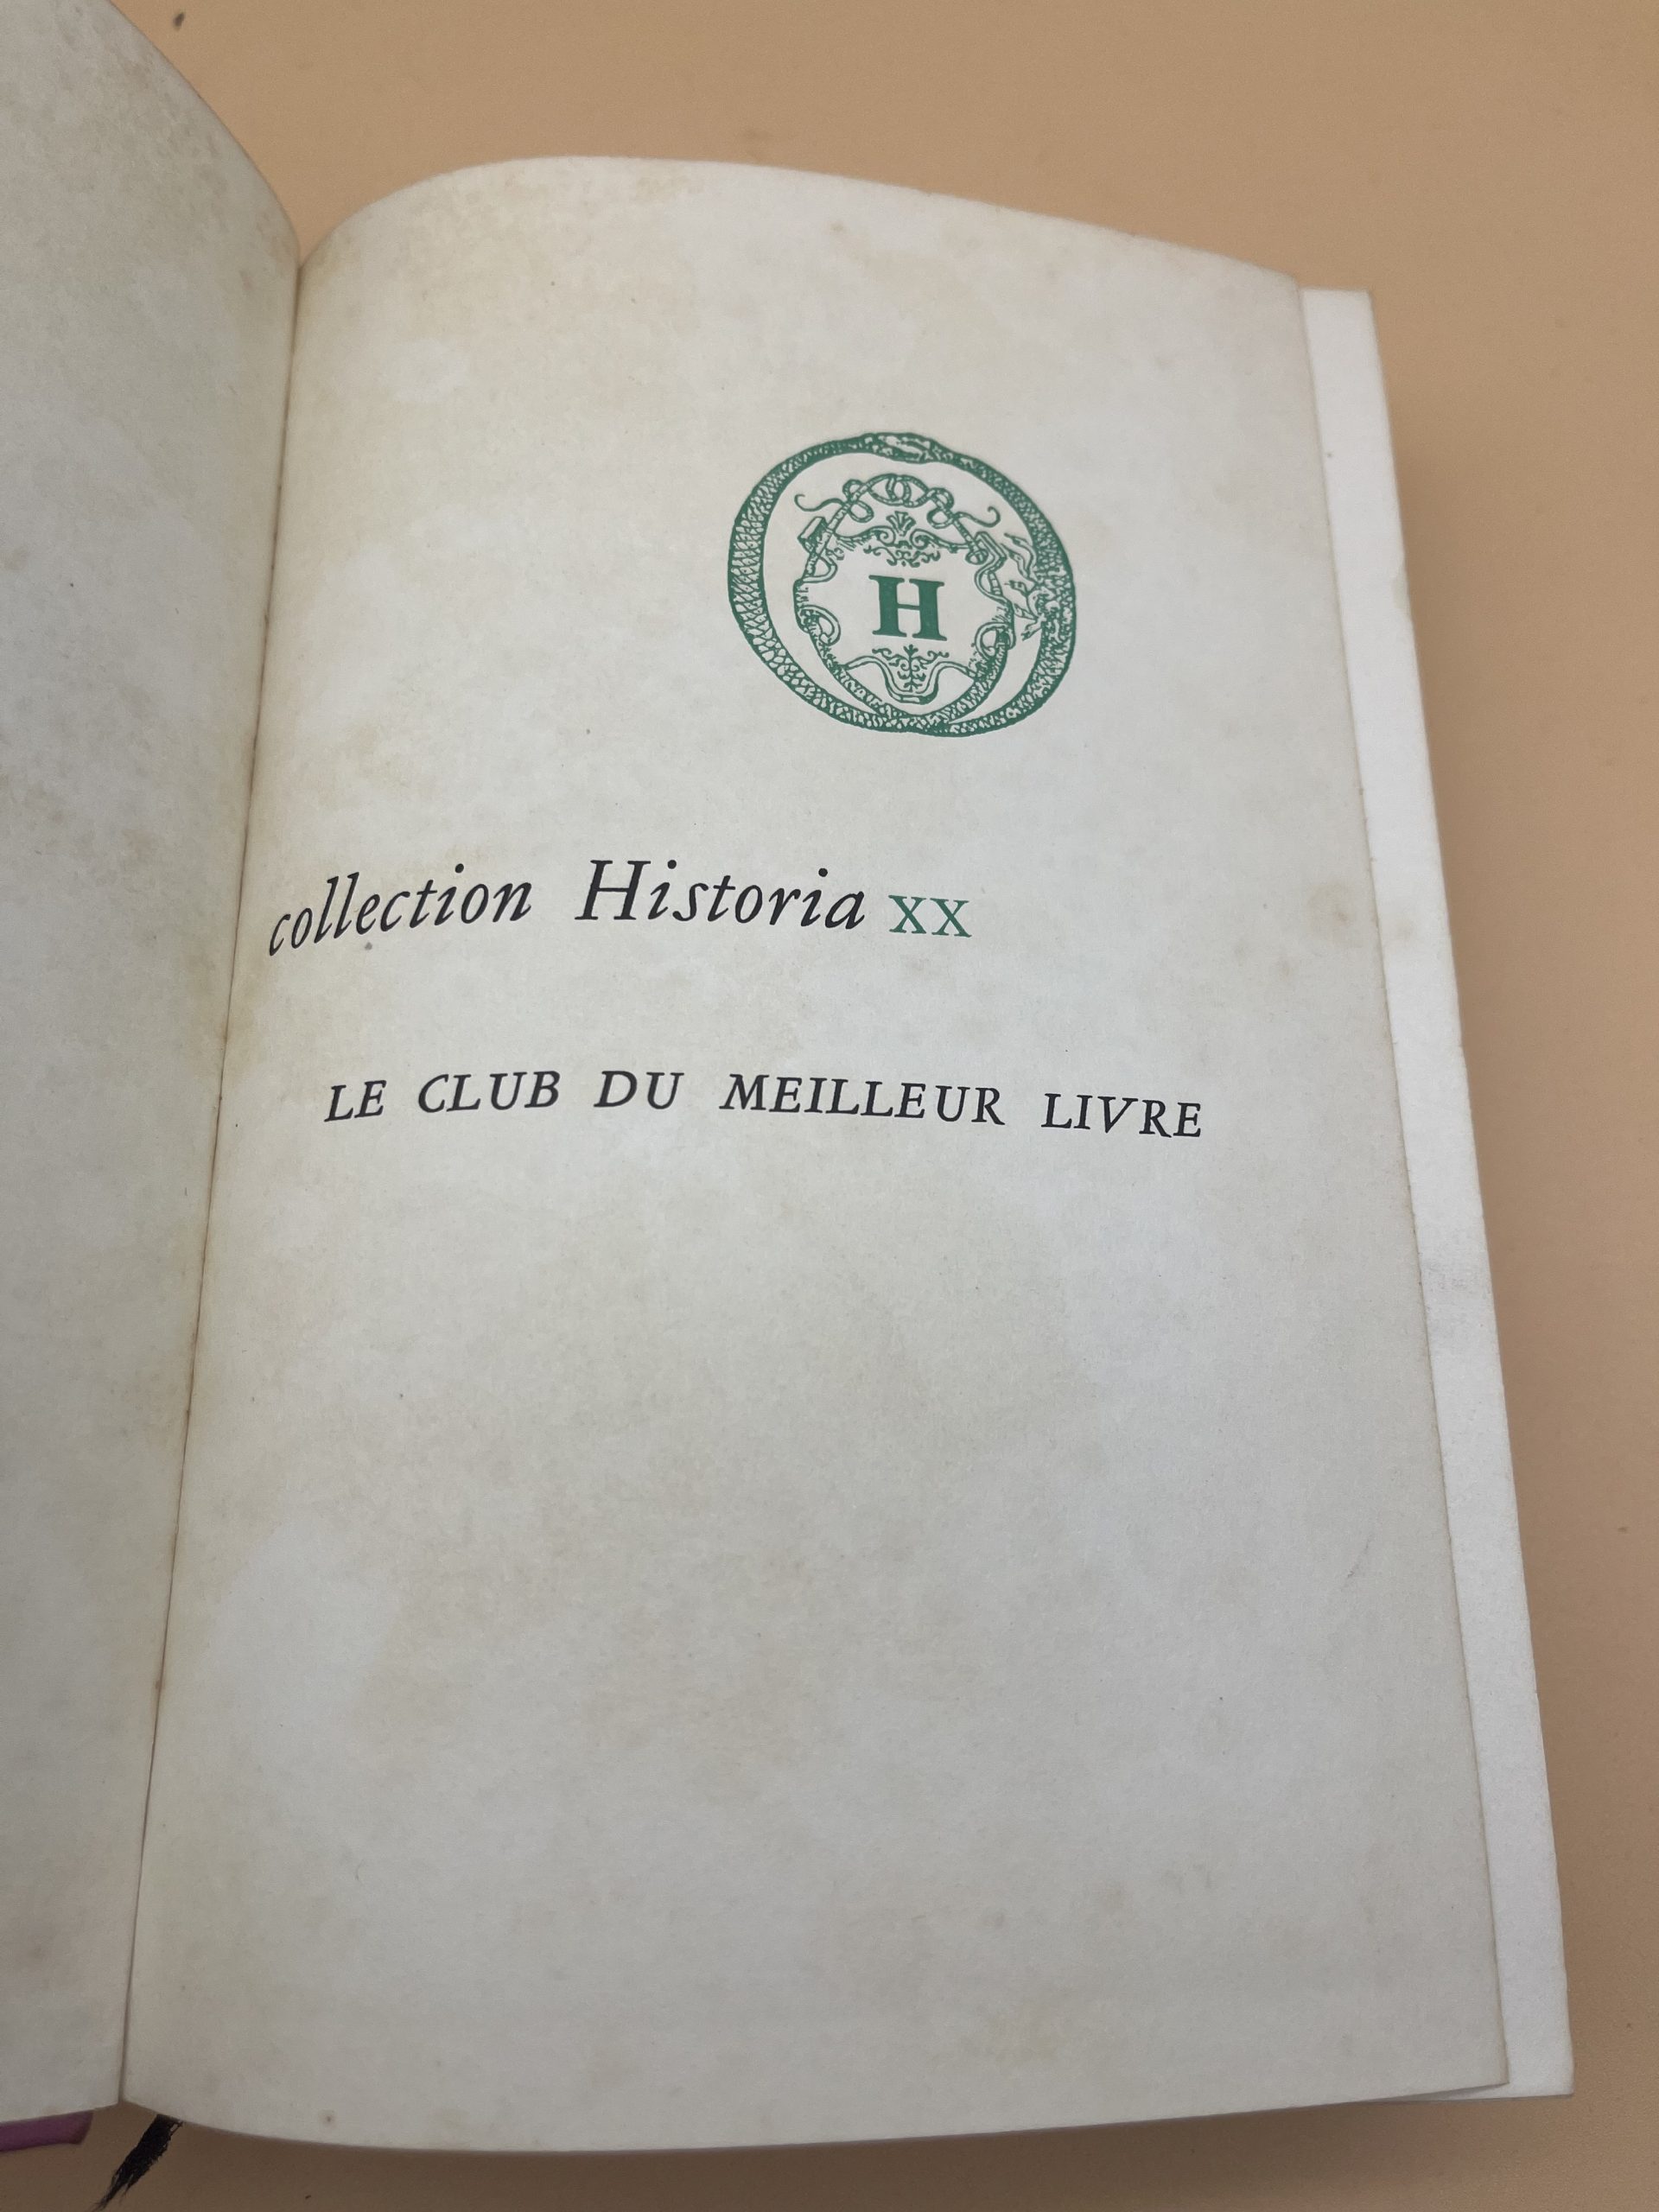 H
collection Historia XX
LE CLUB DU MEILLEUR LIVRE